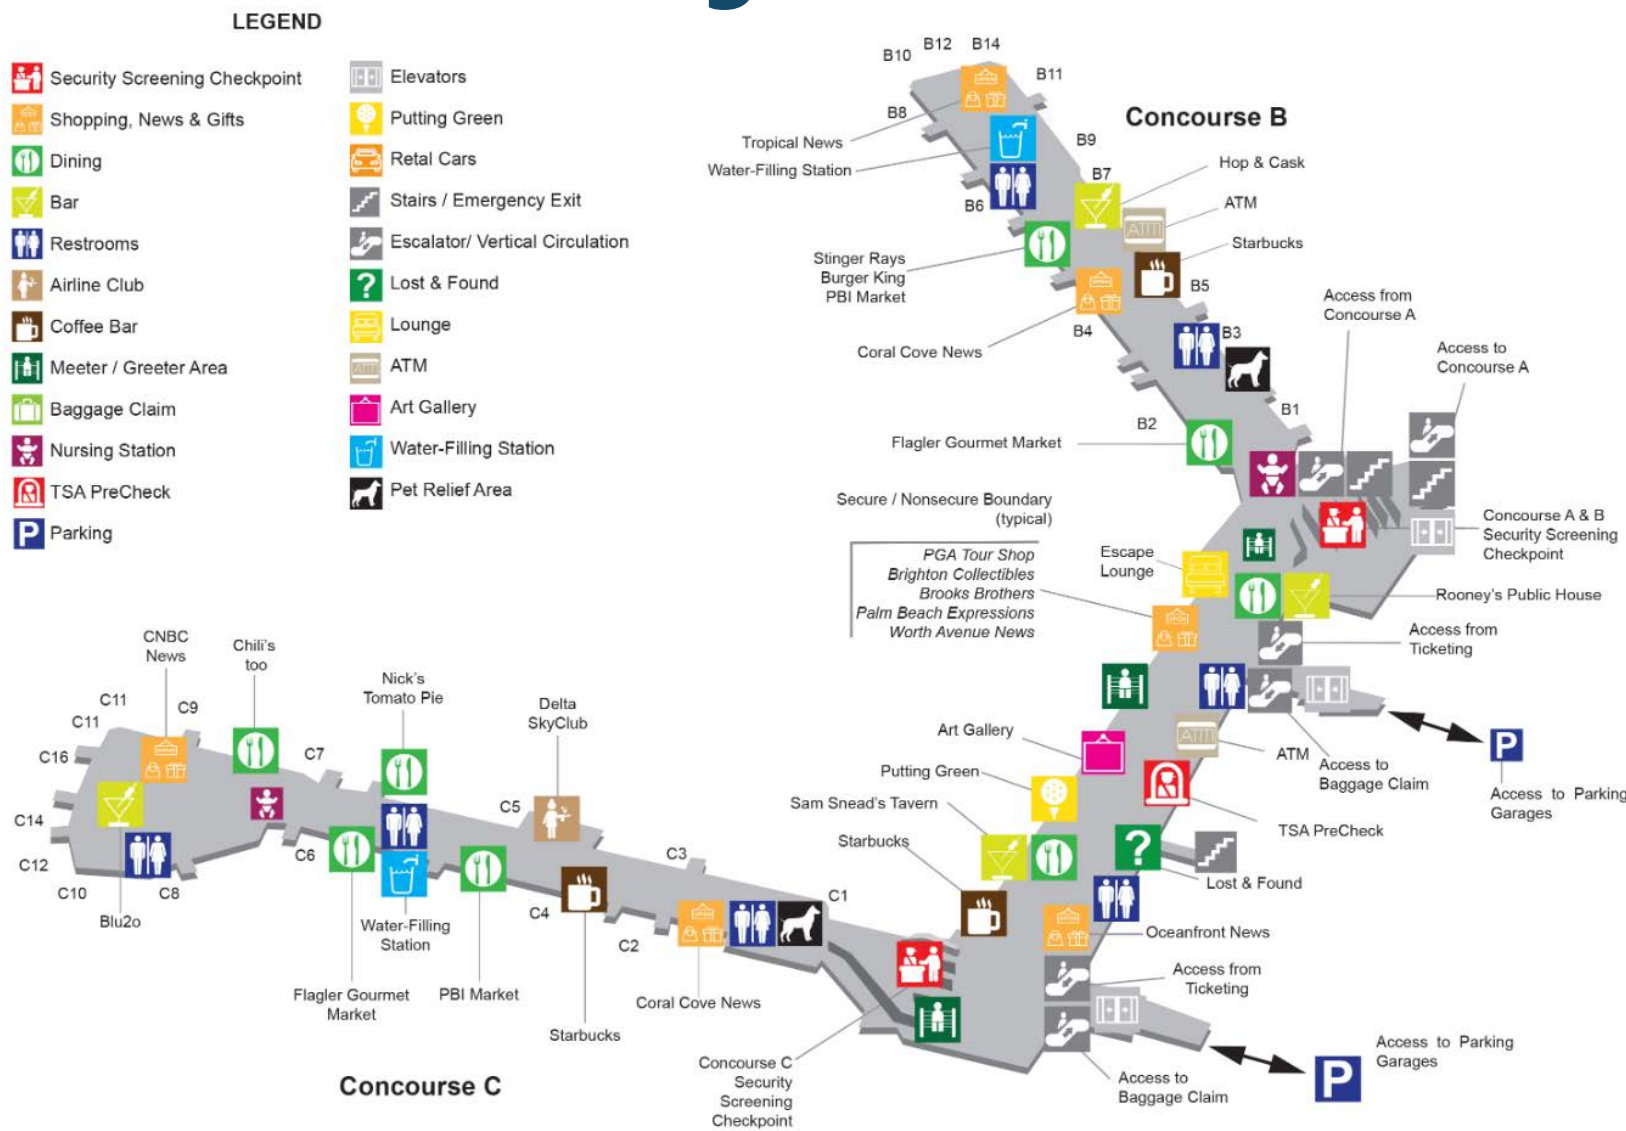 LEGEND
Security Screening Checkpoint
Shopping, News & Gifts
Dining
Bar
Restrooms
Airline Club
Coffee Bar
Meeter / Greeter Area
Baggage Claim
Nursing Station
TSA PreCheck
P Parking
Elevators
Putting Green
Retal Cars
Stairs / Emergency Exit
Escalator/ Vertical Circulation
? Lost & Found
Lounge
ATM
Art Gallery
Water-Filling Station
Pet Relief Area
Concourse B
B10
B12
B14
B11
B8
B9
B7
B6
B5
B4
B3
B2
B1
Tropical News
Water-Filling Station
Hop & Cask
ATM
Starbucks
Stinger Rays
Burger King
PBI Market
Coral Cove News
Access from
Concourse A
Access to
Concourse A
Flagler Gourmet Market
Secure / Nonsecure Boundary
(typical)
Concourse A & B
Security Screening
Checkpoint
PGA Tour Shop
Brighton Collectibles
Brooks Brothers
Palm Beach Expressions
Worth Avenue News
Escape
Lounge
Rooney's Public House
Access from
Ticketing
Art Gallery
ATM
Access to
Baggage Claim
P
Access to Parking
Garages
Putting Green
Sam Snead's Tavern
TSA PreCheck
Starbucks
?
Lost & Found
Oceanfront News
Access from
Ticketing
Access to
Baggage Claim
Access to Parking
Garages
P
Concourse C
Security
Screening
Checkpoint
CNBC
News
Chili's
too
Nick's
Tomato Pie
Delta
SkyClub
C11
C11
C9
C16
C7
C14
C12
C10
C8
C6
C5
C4
C3
C2
C1
Blu2o
Water-Filling
Station
Flagler Gourmet
Market
PBI Market
Starbucks
Coral Cove News
Concourse C